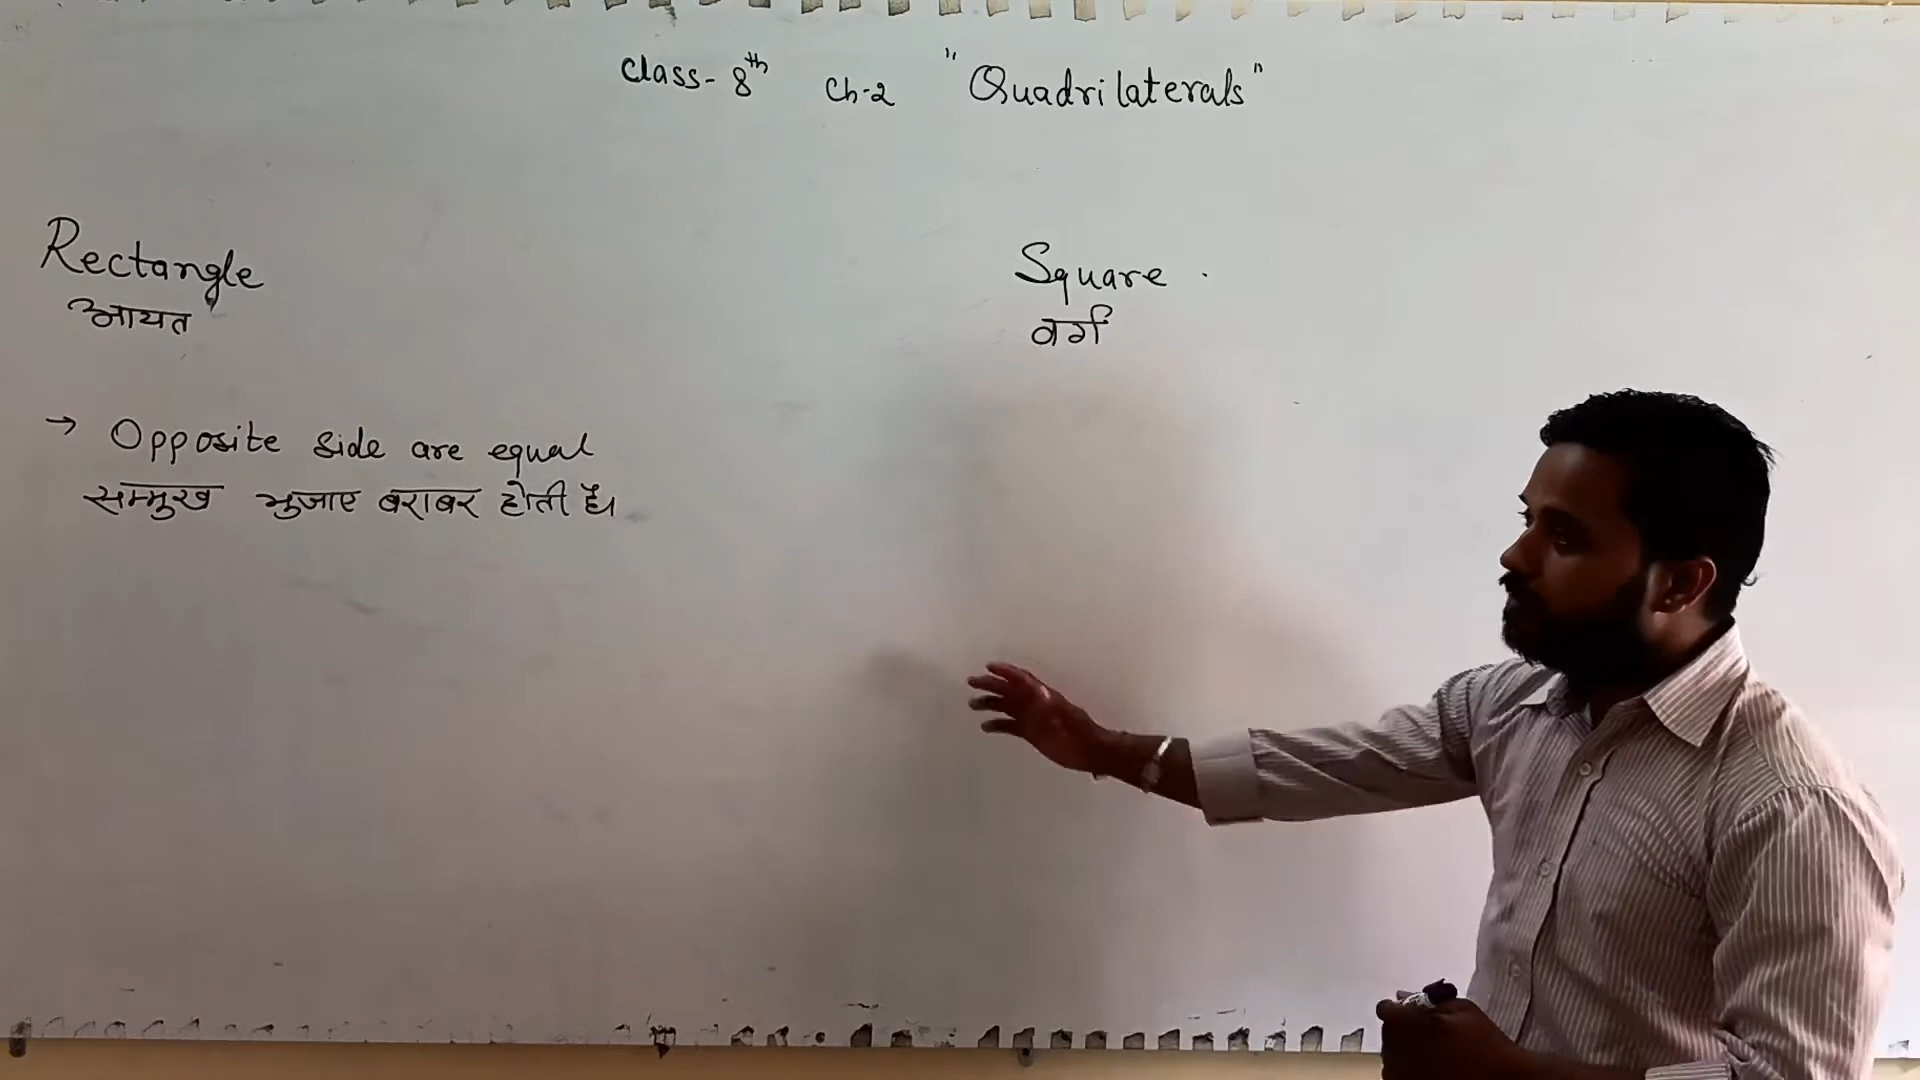 Class- 8th Ch-2 "Quadrilaterals"
Rectangle
आयत
Square
वर्ग
→ Opposite side are equal
सम्मुख भुजाए बराबर होती है।